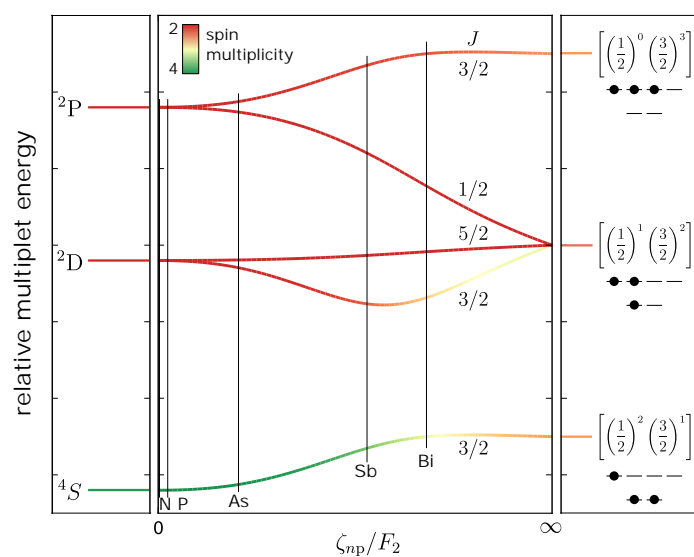 relative multiplet energy
²P
²D
⁴S
2
4
spin
multiplicity
J
3/2
1/2
5/2
3/2
3/2
N P
As
Sb
Bi
0
∞
ζₙₚ/F₂
[(1/2)⁰ (3/2)³]
[(1/2)¹ (3/2)²]
[(1/2)² (3/2)¹]